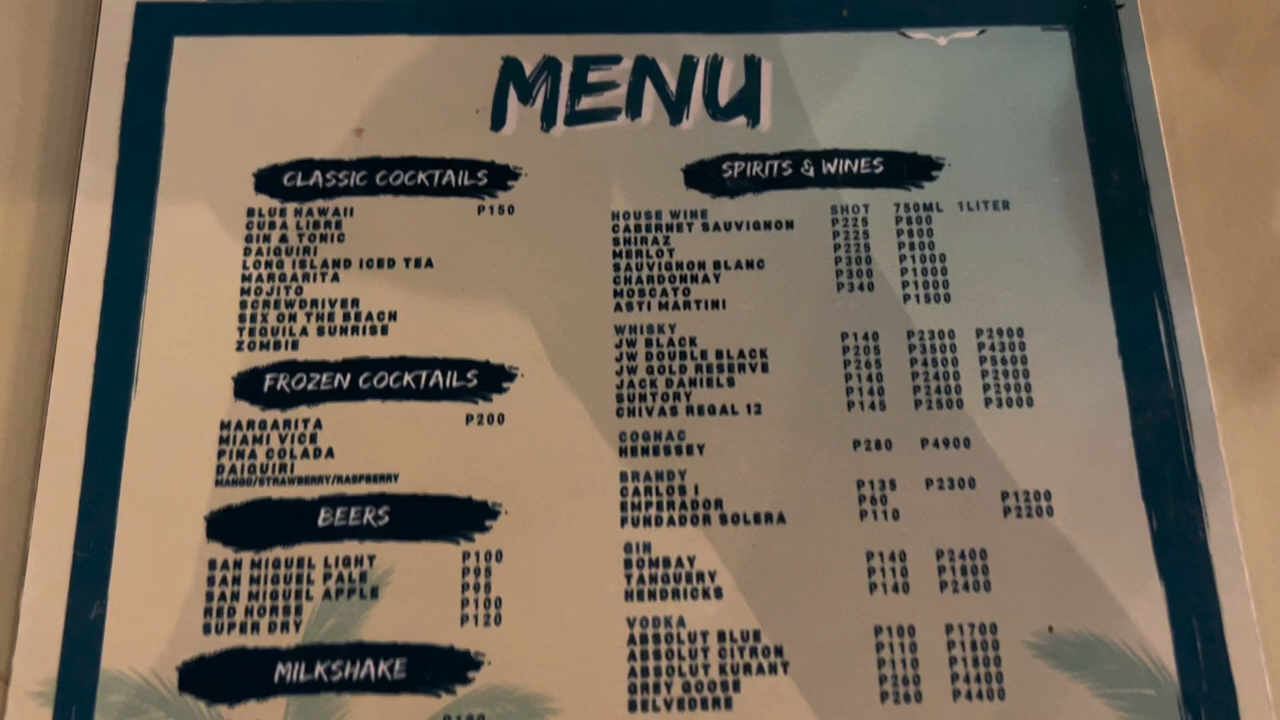 MENU
CLASSIC COCKTAILS
BLUE HAWAII P150
CUBA LIBRE
GIN & TONIC
DAIQUIRI
LONG ISLAND ICED TEA
MARGARITA
MOJITO
SCREWDRIVER
SEX ON THE BEACH
TEQUILA SUNRISE
ZOMBIE
FROZEN COCKTAILS
MARGARITA P200
MIAMI VICE
PINA COLADA
DAIQUIRI
MANGO/STRAWBERRY/RASPBERRY
BEERS
SAN MIGUEL LIGHT P100
SAN MIGUEL PALE P95
SAN MIGUEL APPLE P95
RED HORSE P100
SUPER DRY P120
MILKSHAKE
SPIRITS & WINES
HOUSE WINE SHOT 750ML 1LITER
CABERNET SAUVIGNON P225 P800
SHIRAZ P225 P800
MERLOT P225 P800
SAUVIGNON BLANC P300 P1000
CHARDONNAY P300 P1000
MOSCATO P340 P1000
ASTI MARTINI P1500
WHISKY
JW BLACK P140 P2300 P2900
JW DOUBLE BLACK P205 P3500 P4300
JW GOLD RESERVE P265 P4500 P5600
JACK DANIELS P140 P2400 P2900
SUNTORY P140 P2400 P2900
CHIVAS REGAL 12 P145 P2500 P3000
COGNAC
HENESSEY P280 P4900
BRANDY
CARLOS I P135 P2300
EMPERADOR P60 P1200
FUNDADOR SOLERA P110 P2200
GIN
BOMBAY P140 P2400
TANGUERY P110 P1800
HENDRICKS P140 P2400
VODKA
ABSOLUT BLUE P100 P1700
ABSOLUT CITRON P110 P1800
ABSOLUT KURANT P110 P1800
GREY GOOSE P260 P4400
BELVEDERE P260 P4400